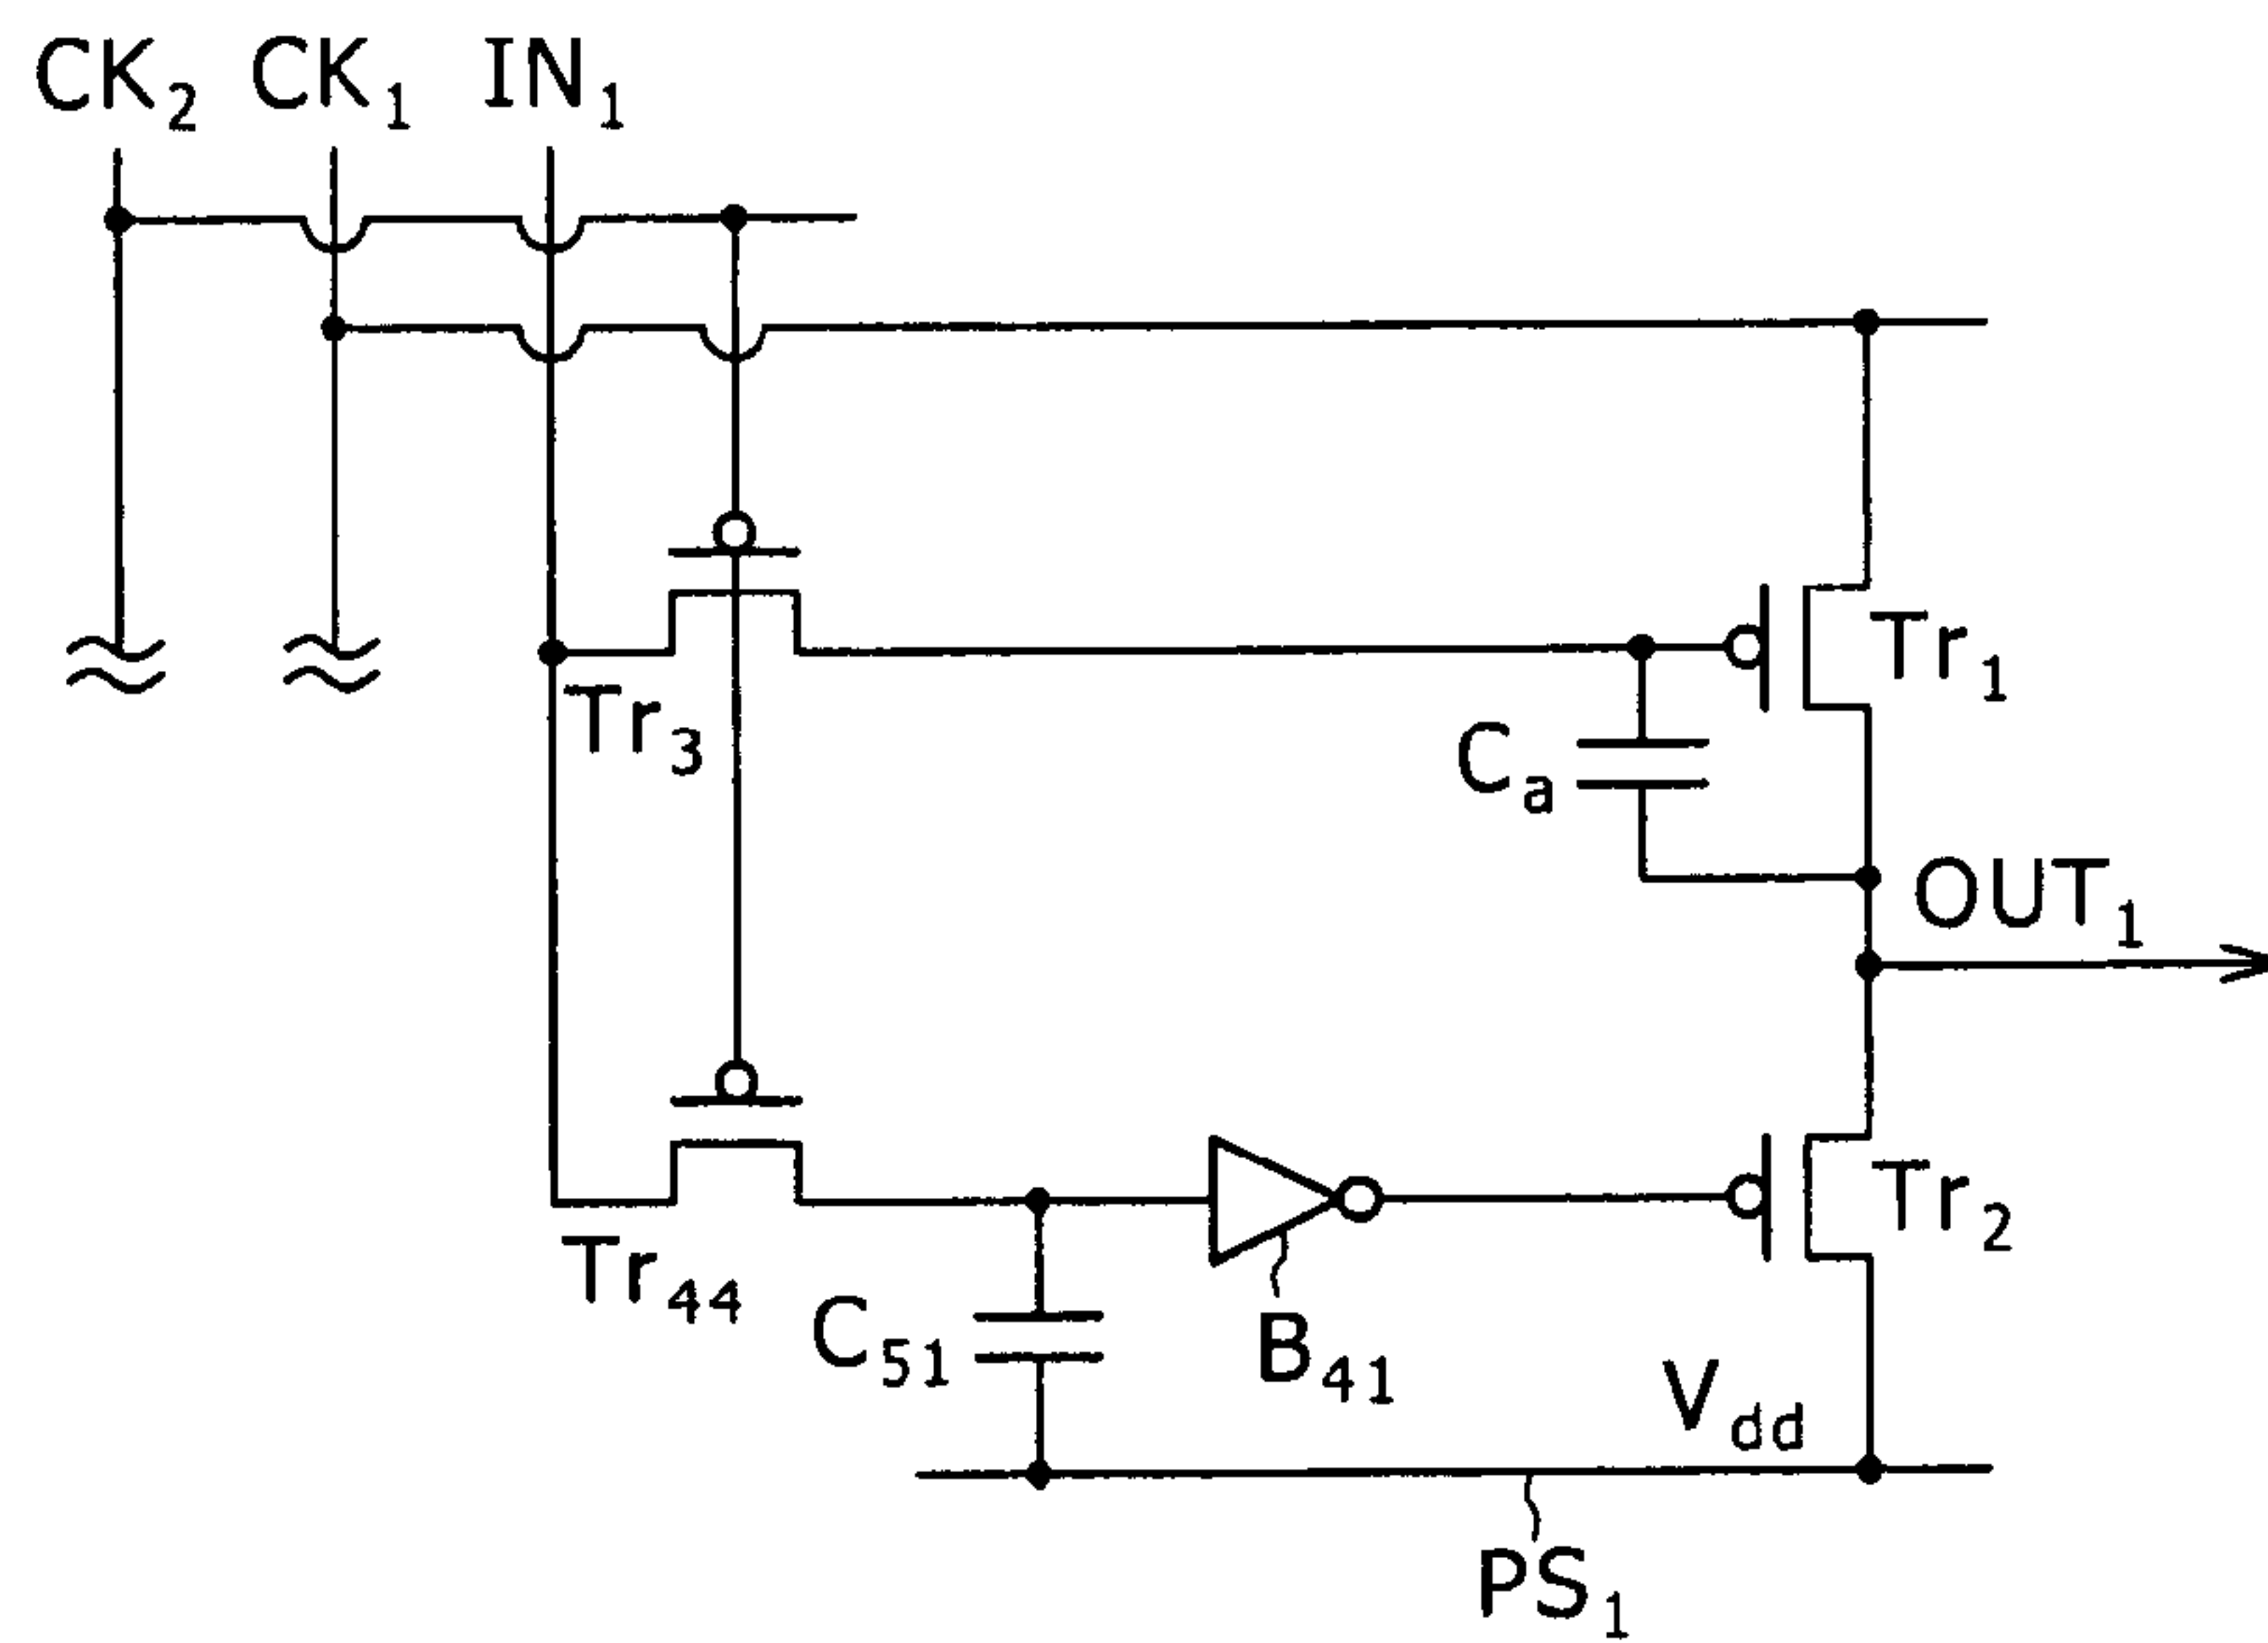 CK2 CK1 IN1
Tr1
Tr3
Ca
OUT1
Tr2
Tr44
C51
B41
Vdd
PS1